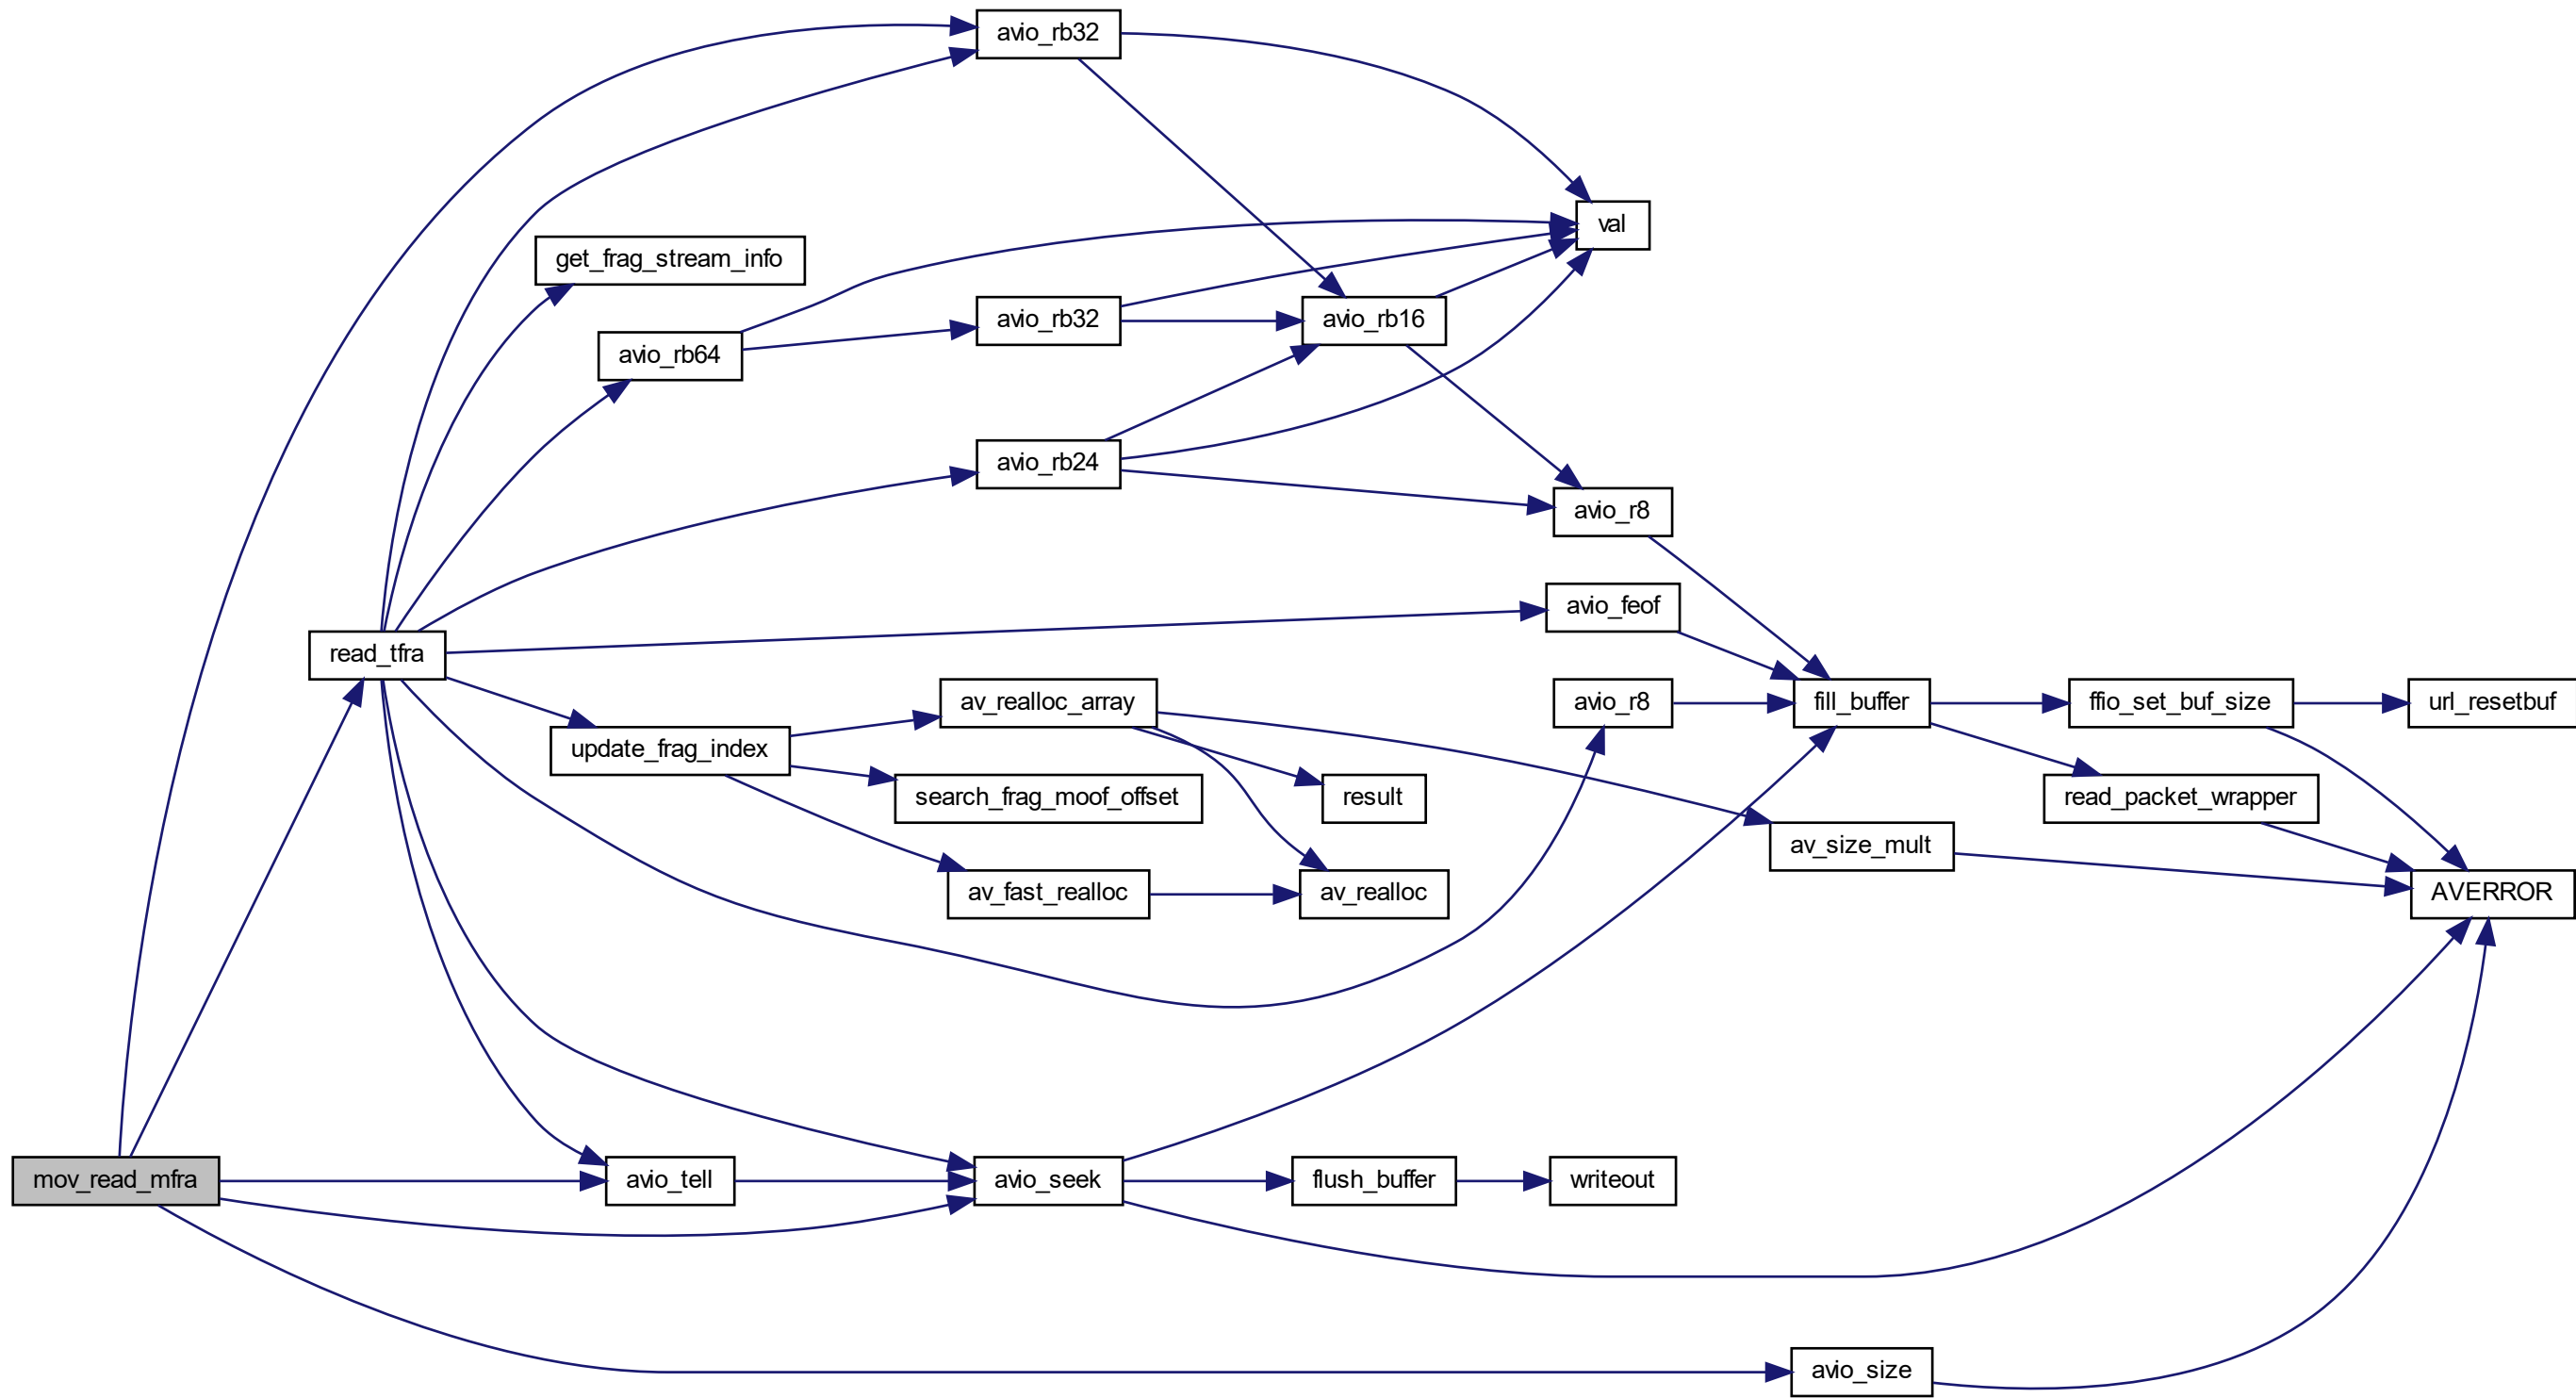 avio_rb32
val
get_frag_stream_info
avio_rb64
avio_rb32
avio_rb16
avio_rb24
avio_r8
avio_feof
read_tfra
av_realloc_array
avio_r8
fill_buffer
ffio_set_buf_size
url_resetbuf
update_frag_index
search_frag_moof_offset
result
read_packet_wrapper
av_size_mult
av_fast_realloc
av_realloc
AVERROR
mov_read_mfra
avio_tell
avio_seek
flush_buffer
writeout
avio_size